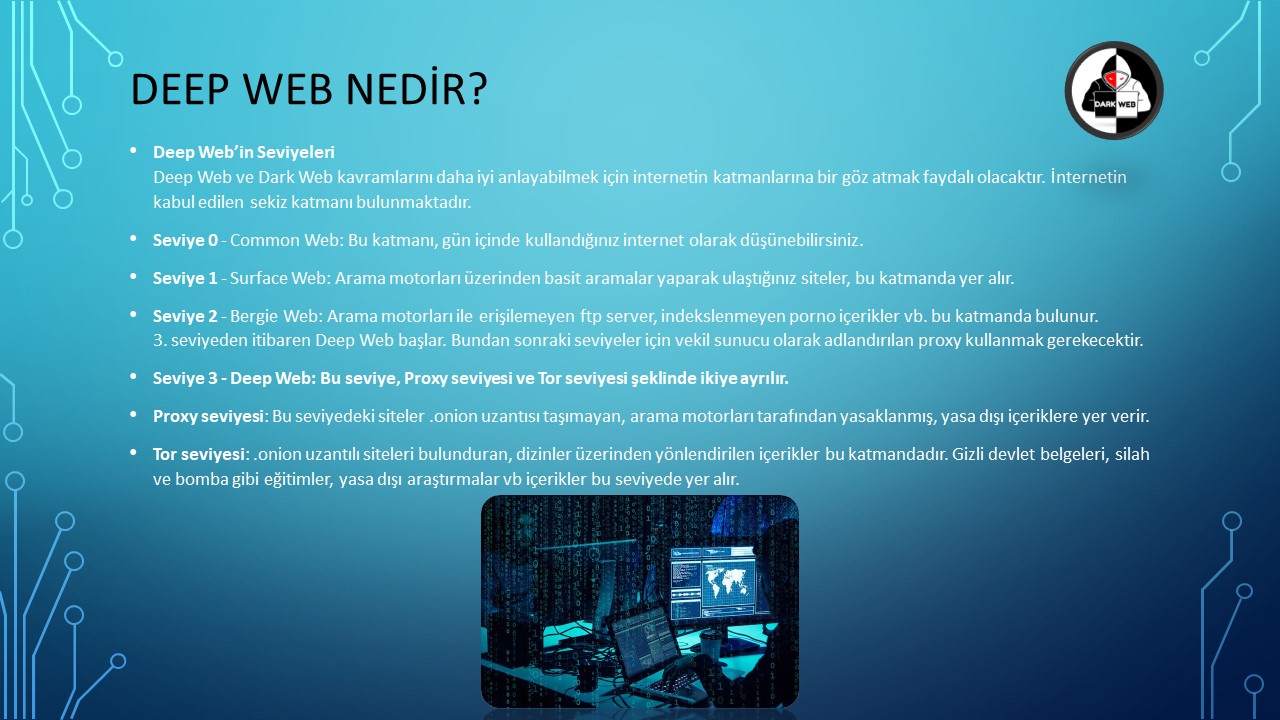 DEEP WEB NEDİR?
DARK WEB
• Deep Web’in Seviyeleri
Deep Web ve Dark Web kavramlarını daha iyi anlayabilmek için internetin katmanlarına bir göz atmak faydalı olacaktır. İnternetin
kabul edilen sekiz katmanı bulunmaktadır.
• Seviye 0 - Common Web: Bu katmanı, gün içinde kullandığınız internet olarak düşünebilirsiniz.
• Seviye 1 - Surface Web: Arama motorları üzerinden basit aramalar yaparak ulaştığınız siteler, bu katmanda yer alır.
• Seviye 2 - Bergie Web: Arama motorları ile erişilemeyen ftp server, indekslenmeyen porno içerikler vb. bu katmanda bulunur.
3. seviyeden itibaren Deep Web başlar. Bundan sonraki seviyeler için vekil sunucu olarak adlandırılan proxy kullanmak gerekecektir.
• Seviye 3 - Deep Web: Bu seviye, Proxy seviyesi ve Tor seviyesi şeklinde ikiye ayrılır.
• Proxy seviyesi: Bu seviyedeki siteler .onion uzantısı taşımayan, arama motorları tarafından yasaklanmış, yasa dışı içeriklere yer verir.
• Tor seviyesi: .onion uzantılı siteleri bulunduran, dizinler üzerinden yönlendirilen içerikler bu katmandadır. Gizli devlet belgeleri, silah
ve bomba gibi eğitimler, yasa dışı araştırmalar vb içerikler bu seviyede yer alır.